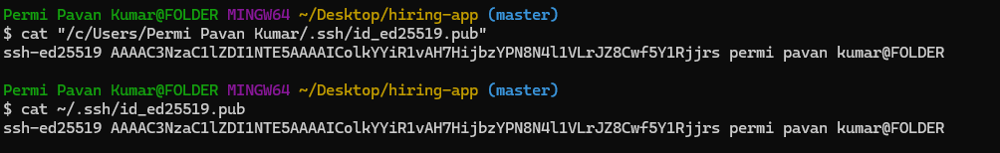 Permi Pavan Kumar@FOLDER MINGW64 ~/Desktop/hiring-app (master)
$ cat "/c/Users/Permi Pavan Kumar/.ssh/id_ed25519.pub"
ssh-ed25519 AAAAC3NzaC1lZDI1NTE5AAAAIColkYYiR1vAH7HijbzYPN8N4l1VLrJZ8Cwf5Y1Rjjrs permi pavan kumar@FOLDER
Permi Pavan Kumar@FOLDER MINGW64 ~/Desktop/hiring-app (master)
$ cat ~/.ssh/id_ed25519.pub
ssh-ed25519 AAAAC3NzaC1lZDI1NTE5AAAAIColkYYiR1vAH7HijbzYPN8N4l1VLrJZ8Cwf5Y1Rjjrs permi pavan kumar@FOLDER